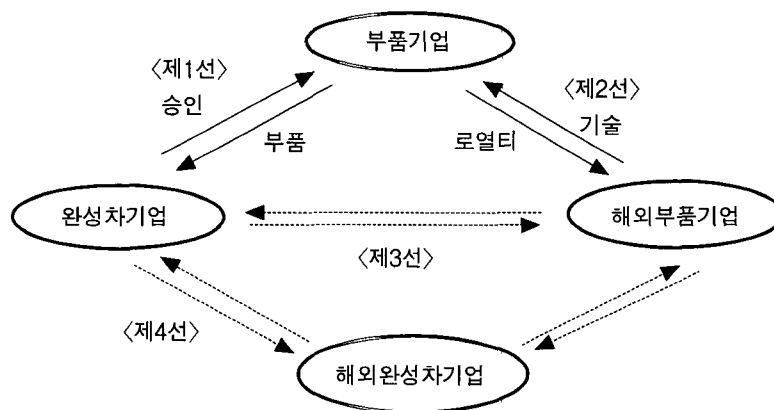 부품기업
〈제1선〉
승인
부품
〈제2선〉
기술
로열티
완성차기업
해외부품기업
〈제3선〉
〈제4선〉
해외완성차기업